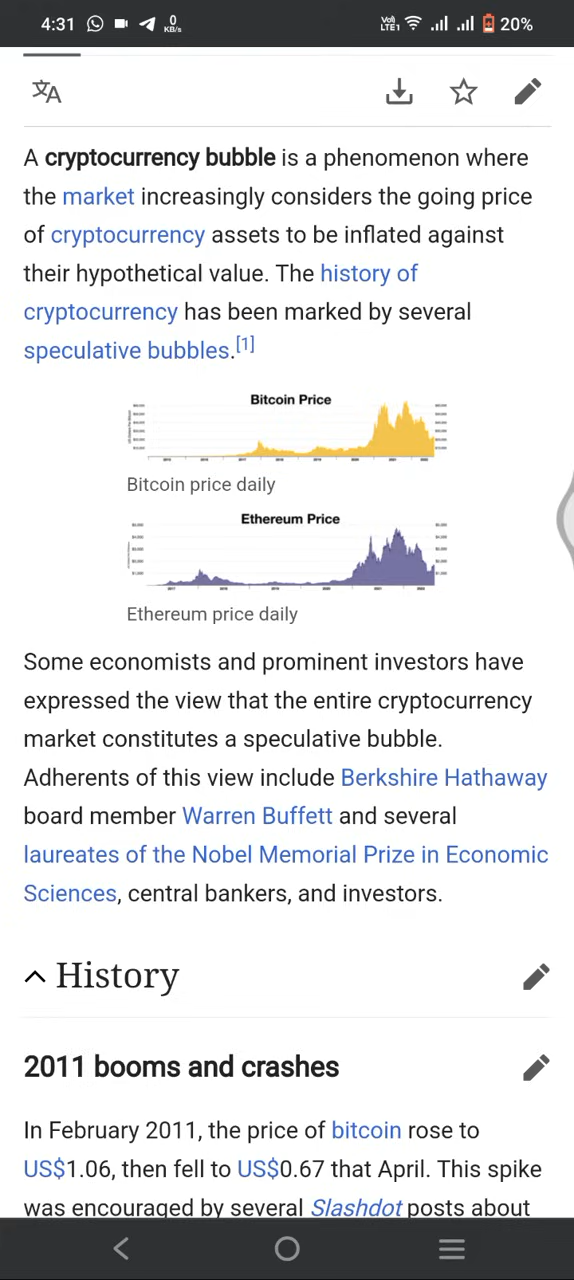 4:31
0
KB/s
Vo)
LTE1
20%
A cryptocurrency bubble is a phenomenon where
the market increasingly considers the going price
of cryptocurrency assets to be inflated against
their hypothetical value. The history of
cryptocurrency has been marked by several
speculative bubbles.[1]
Bitcoin Price
Bitcoin price daily
Ethereum Price
Ethereum price daily
Some economists and prominent investors have
expressed the view that the entire cryptocurrency
market constitutes a speculative bubble.
Adherents of this view include Berkshire Hathaway
board member Warren Buffett and several
laureates of the Nobel Memorial Prize in Economic
Sciences, central bankers, and investors.
History
2011 booms and crashes
In February 2011, the price of bitcoin rose to
US$1.06, then fell to US$0.67 that April. This spike
was encouraged by several Slashdot posts about